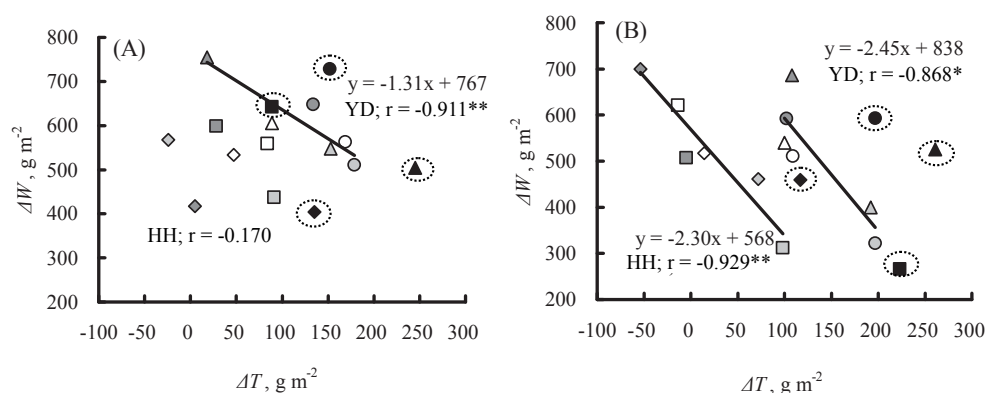 (A)
800
700
600
500
400
300
200
ΔW, g m-2
y = -1.31x + 767
YD; r = -0.911**
HH; r = -0.170
-100 -50 0 50 100 150 200 250 300
ΔT, g m-2
(B)
800
700
600
500
400
300
200
ΔW, g m-2
y = -2.45x + 838
YD; r = -0.868*
y = -2.30x + 568
HH; r = -0.929**
-100 -50 0 50 100 150 200 250 300
ΔT, g m-2